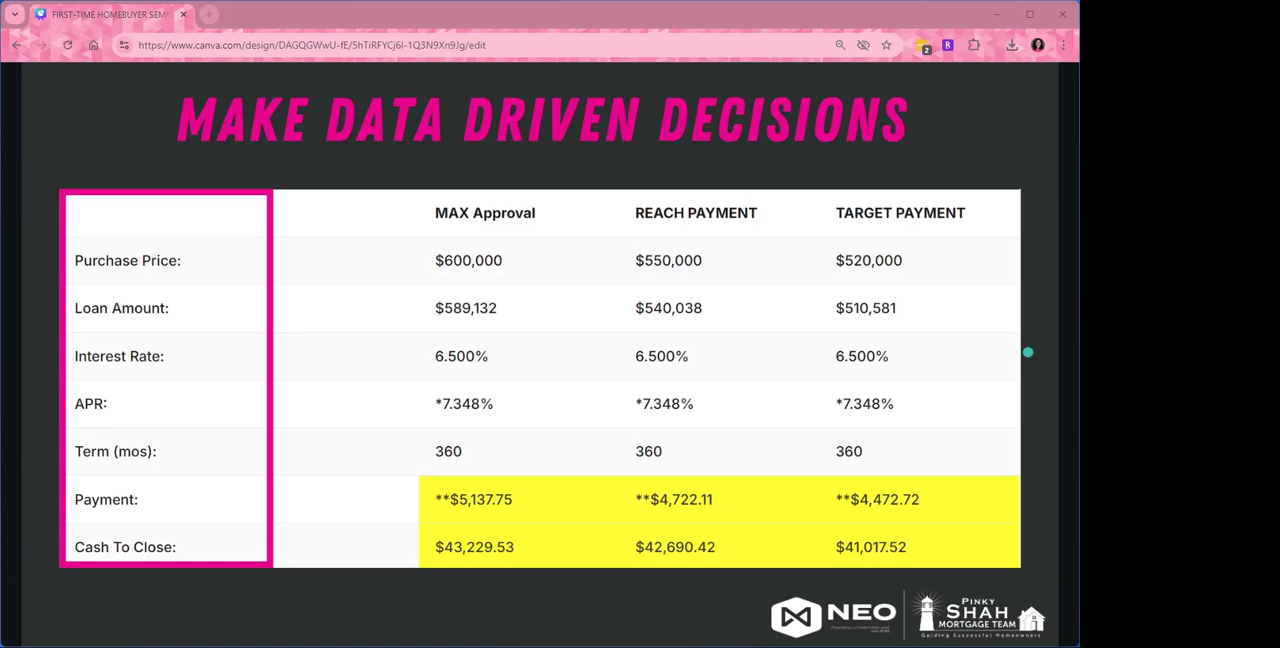 FIRST-TIME HOMEBUYER SEM
https://www.canva.com/design/DAGQGWwU-fE/5hTiRFYCj6I-1Q3N9Xn9Jg/edit
2
R
MAKE DATA DRIVEN DECISIONS
MAX Approval REACH PAYMENT TARGET PAYMENT
Purchase Price: $600,000 $550,000 $520,000
Loan Amount: $589,132 $540,038 $510,581
Interest Rate: 6.500% 6.500% 6.500%
APR: *7.348% *7.348% *7.348%
Term (mos): 360 360 360
Payment: **$5,137.75 **$4,722.11 **$4,472.72
Cash To Close: $43,229.53 $42,690.42 $41,017.52
NEO
PINKY
SHAH
MORTGAGE TEAM
Guiding Successful Homeowners